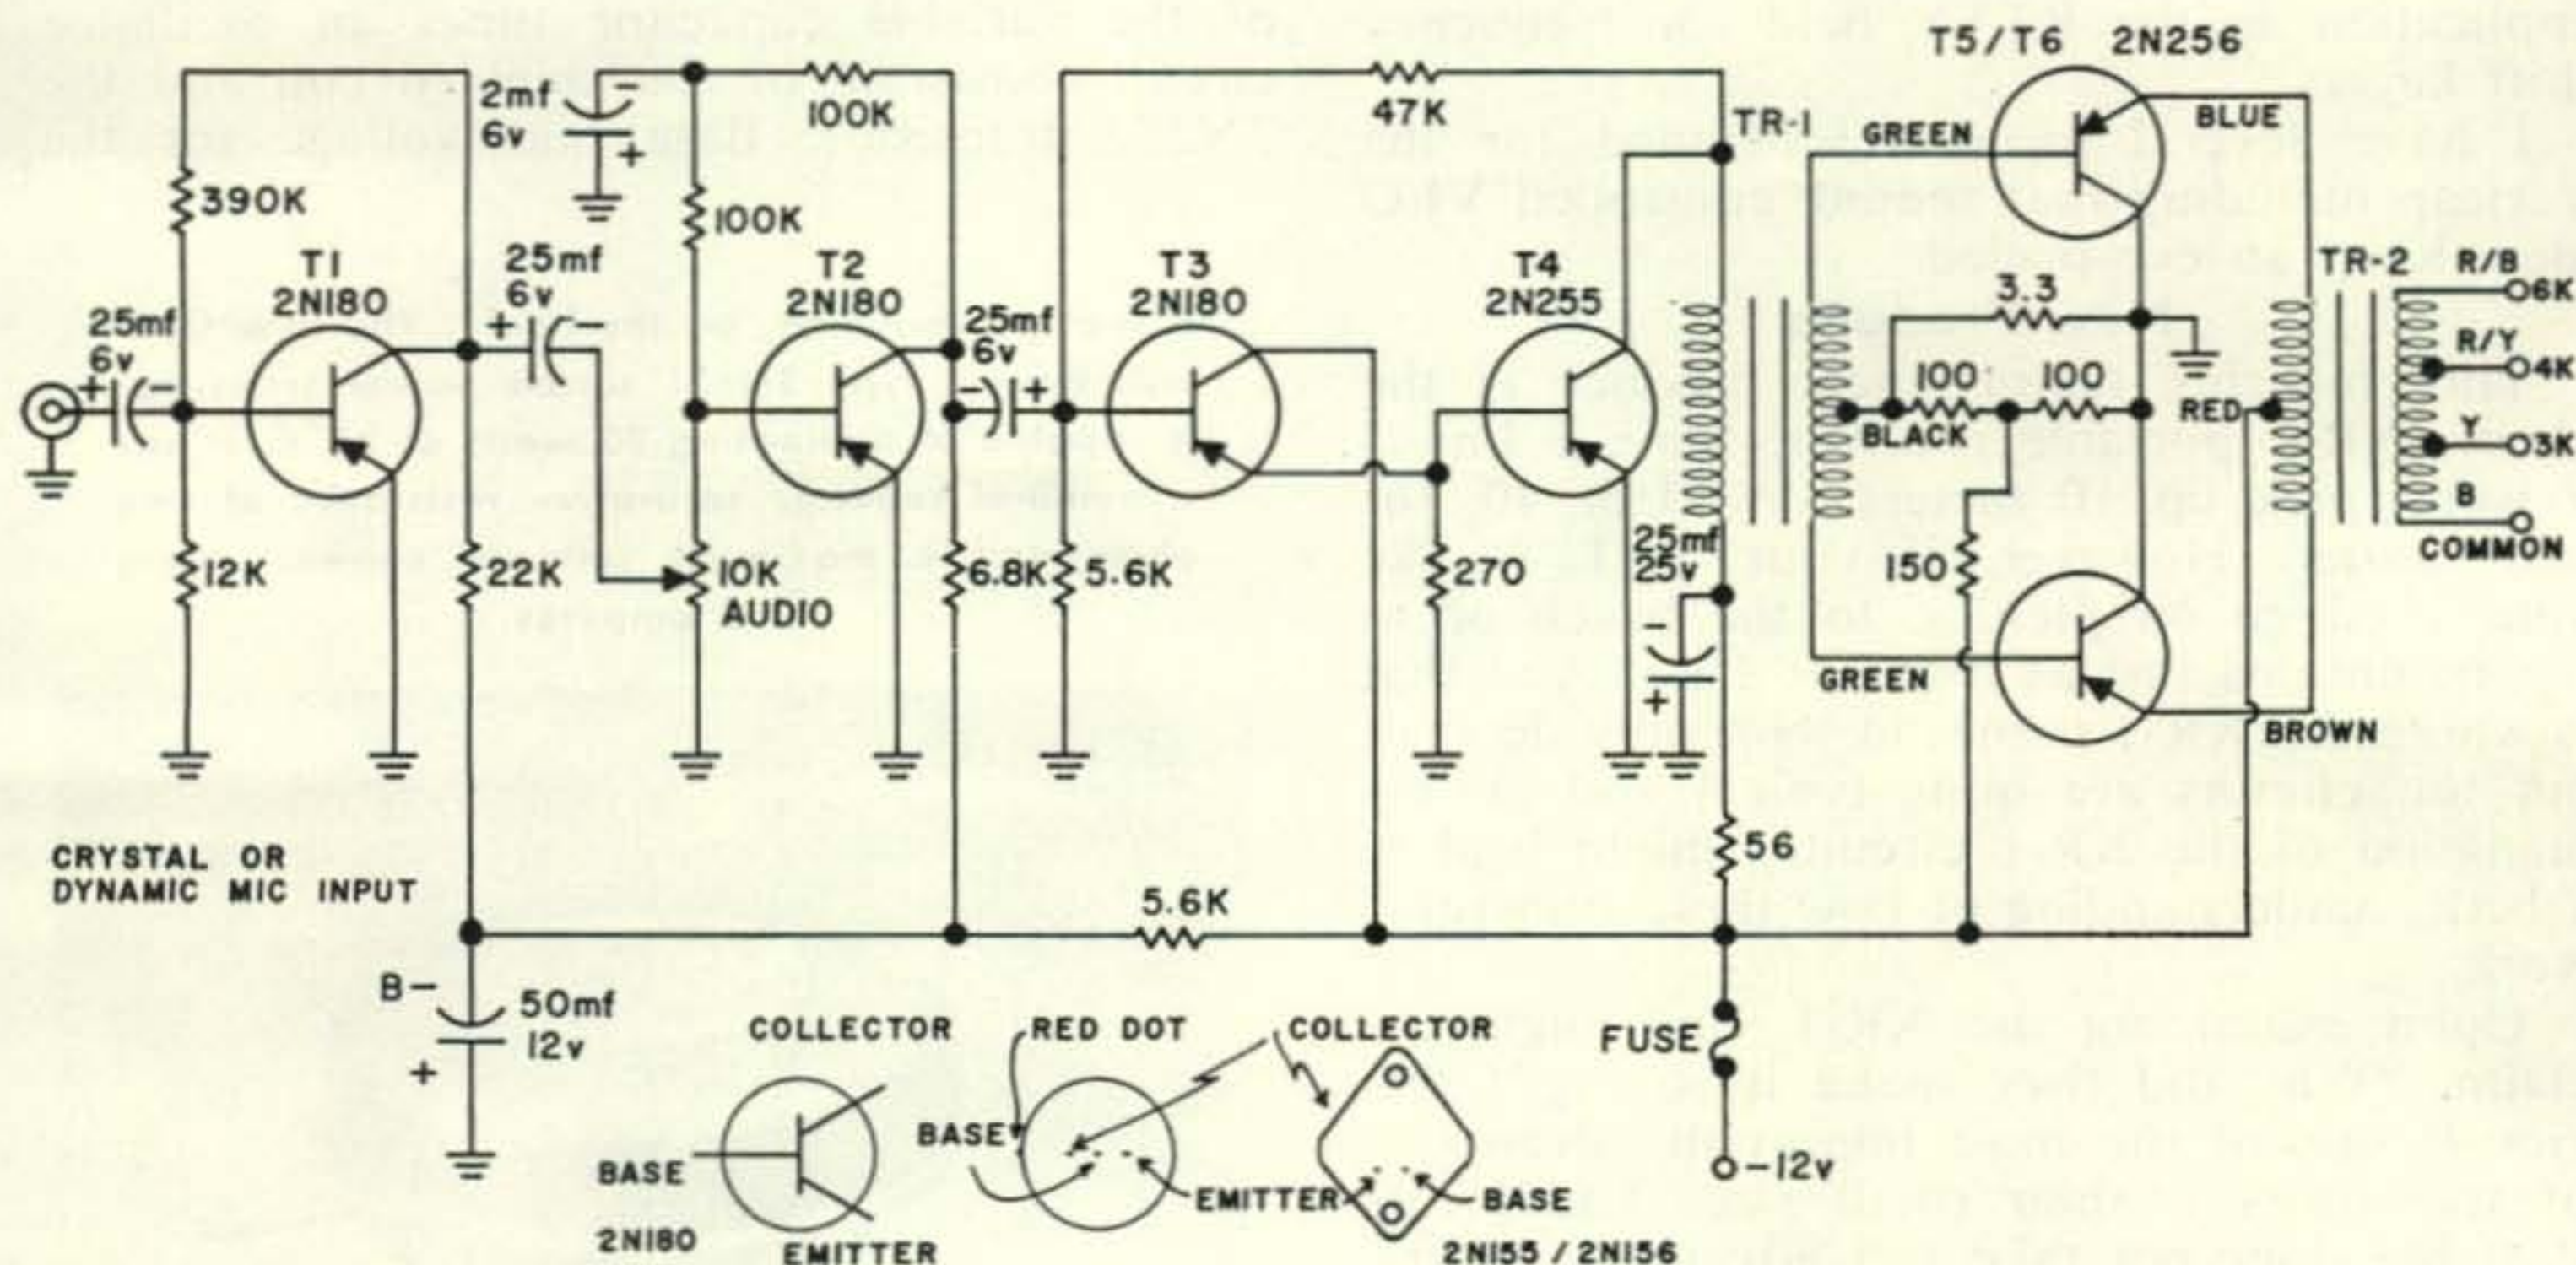 T5/T6 2N256
2mf
6v
-
+
100K
47K
TR-1
GREEN
BLUE
390K
100K
T1
2N180
25mf
6v
+ -
T2
2N180
T3
2N180
T4
2N255
3.3
TR-2
R/B
6K
25mf
6v
+ -
25mf
6v
- +
R/Y
4K
100
100
RED
BLACK
Y
3K
B
COMMON
12K
22K
10K
AUDIO
6.8K
5.6K
270
25mf
25v
-
+
150
GREEN
BROWN
56
CRYSTAL OR
DYNAMIC MIC INPUT
5.6K
B-
50mf
12v
+
COLLECTOR
RED DOT
COLLECTOR
FUSE
BASE
BASE
EMITTER
BASE
-12v
2N180
EMITTER
2N155 / 2N156